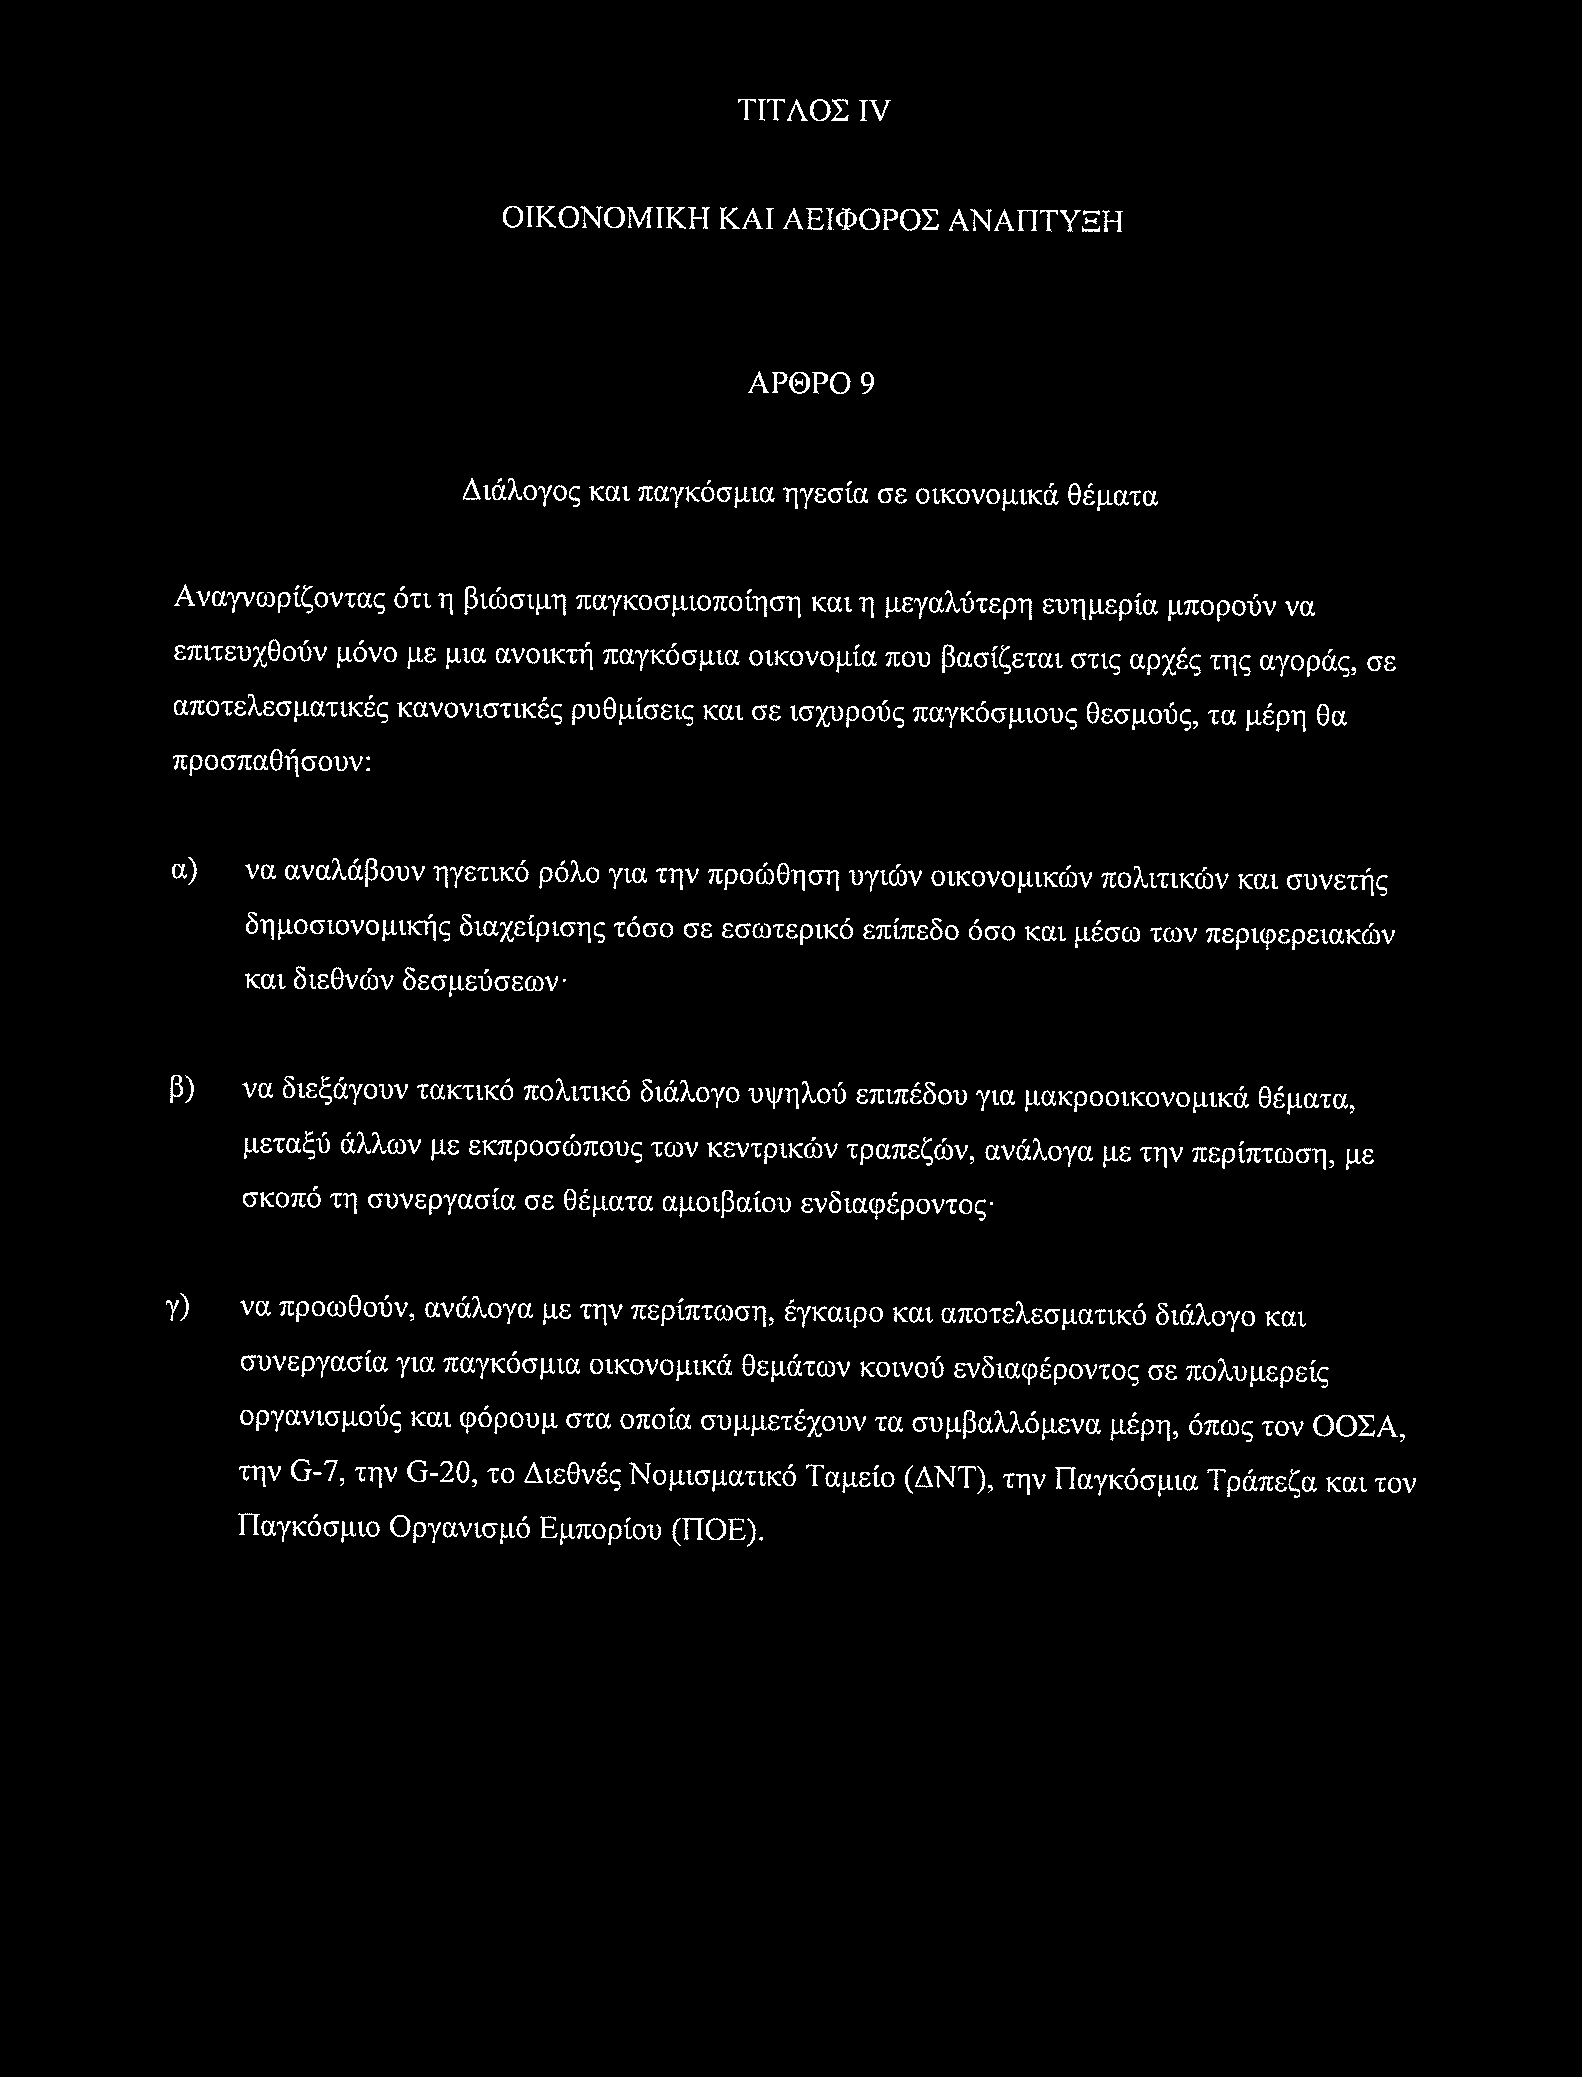 ΤΙΤΛΟΣ IV
ΟΙΚΟΝΟΜΙΚΗ ΚΑΙ ΑΕΙΦΟΡΟΣ ΑΝΑΠΤΥΞΗ
ΑΡΘΡΟ 9
Διάλογος και παγκόσμια ηγεσία σε οικονομικά θέματα
Αναγνωρίζοντας ότι η βιώσιμη παγκοσμιοποίηση και η μεγαλύτερη ευημερία μπορούν να
επιτευχθούν μόνο με μια ανοικτή παγκόσμια οικονομία που βασίζεται στις αρχές της αγοράς, σε
αποτελεσματικές κανονιστικές ρυθμίσεις και σε ισχυρούς παγκόσμιους θεσμούς, τα μέρη θα
προσπαθήσουν:
α) να αναλάβουν ηγετικό ρόλο για την προώθηση υγιών οικονομικών πολιτικών και συνετής
δημοσιονομικής διαχείρισης τόσο σε εσωτερικό επίπεδο όσο και μέσω των περιφερειακών
και διεθνών δεσμεύσεων·
β) να διεξάγουν τακτικό πολιτικό διάλογο υψηλού επιπέδου για μακροοικονομικά θέματα,
μεταξύ άλλων με εκπροσώπους των κεντρικών τραπεζών, ανάλογα με την περίπτωση, με
σκοπό τη συνεργασία σε θέματα αμοιβαίου ενδιαφέροντος·
γ) να προωθούν, ανάλογα με την περίπτωση, έγκαιρο και αποτελεσματικό διάλογο και
συνεργασία για παγκόσμια οικονομικά θεμάτων κοινού ενδιαφέροντος σε πολυμερείς
οργανισμούς και φόρουμ στα οποία συμμετέχουν τα συμβαλλόμενα μέρη, όπως τον ΟΟΣΑ,
την G-7, την G-20, το Διεθνές Νομισματικό Ταμείο (ΔΝΤ), την Παγκόσμια Τράπεζα και τον
Παγκόσμιο Οργανισμό Εμπορίου (ΠΟΕ).